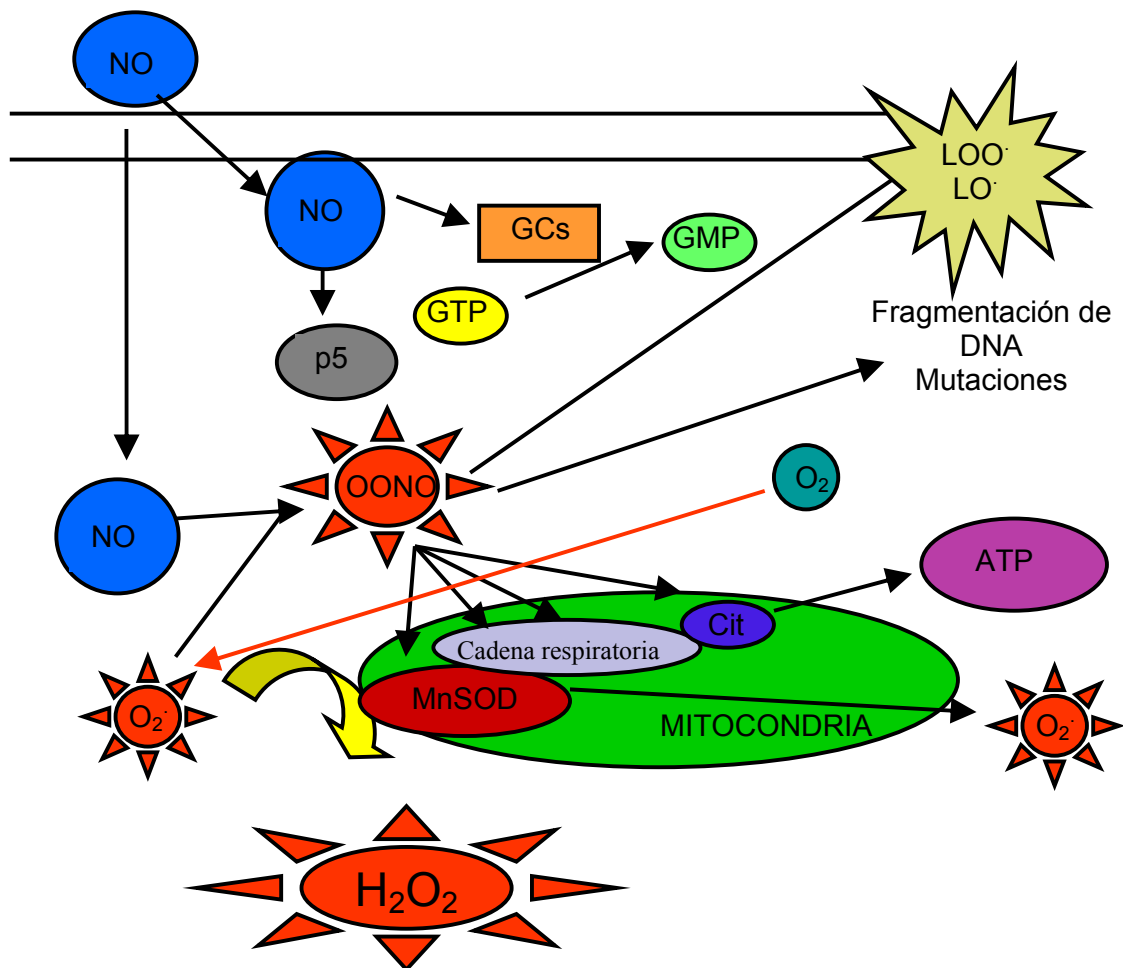 NO
LOO·
LO·
NO
GCs
GMP
GTP
p5
Fragmentación de
DNA
Mutaciones
OONO
O₂
NO
ATP
Cit
Cadena respiratoria
MnSOD
O₂·
MITOCONDRIA
O₂·
H₂O₂